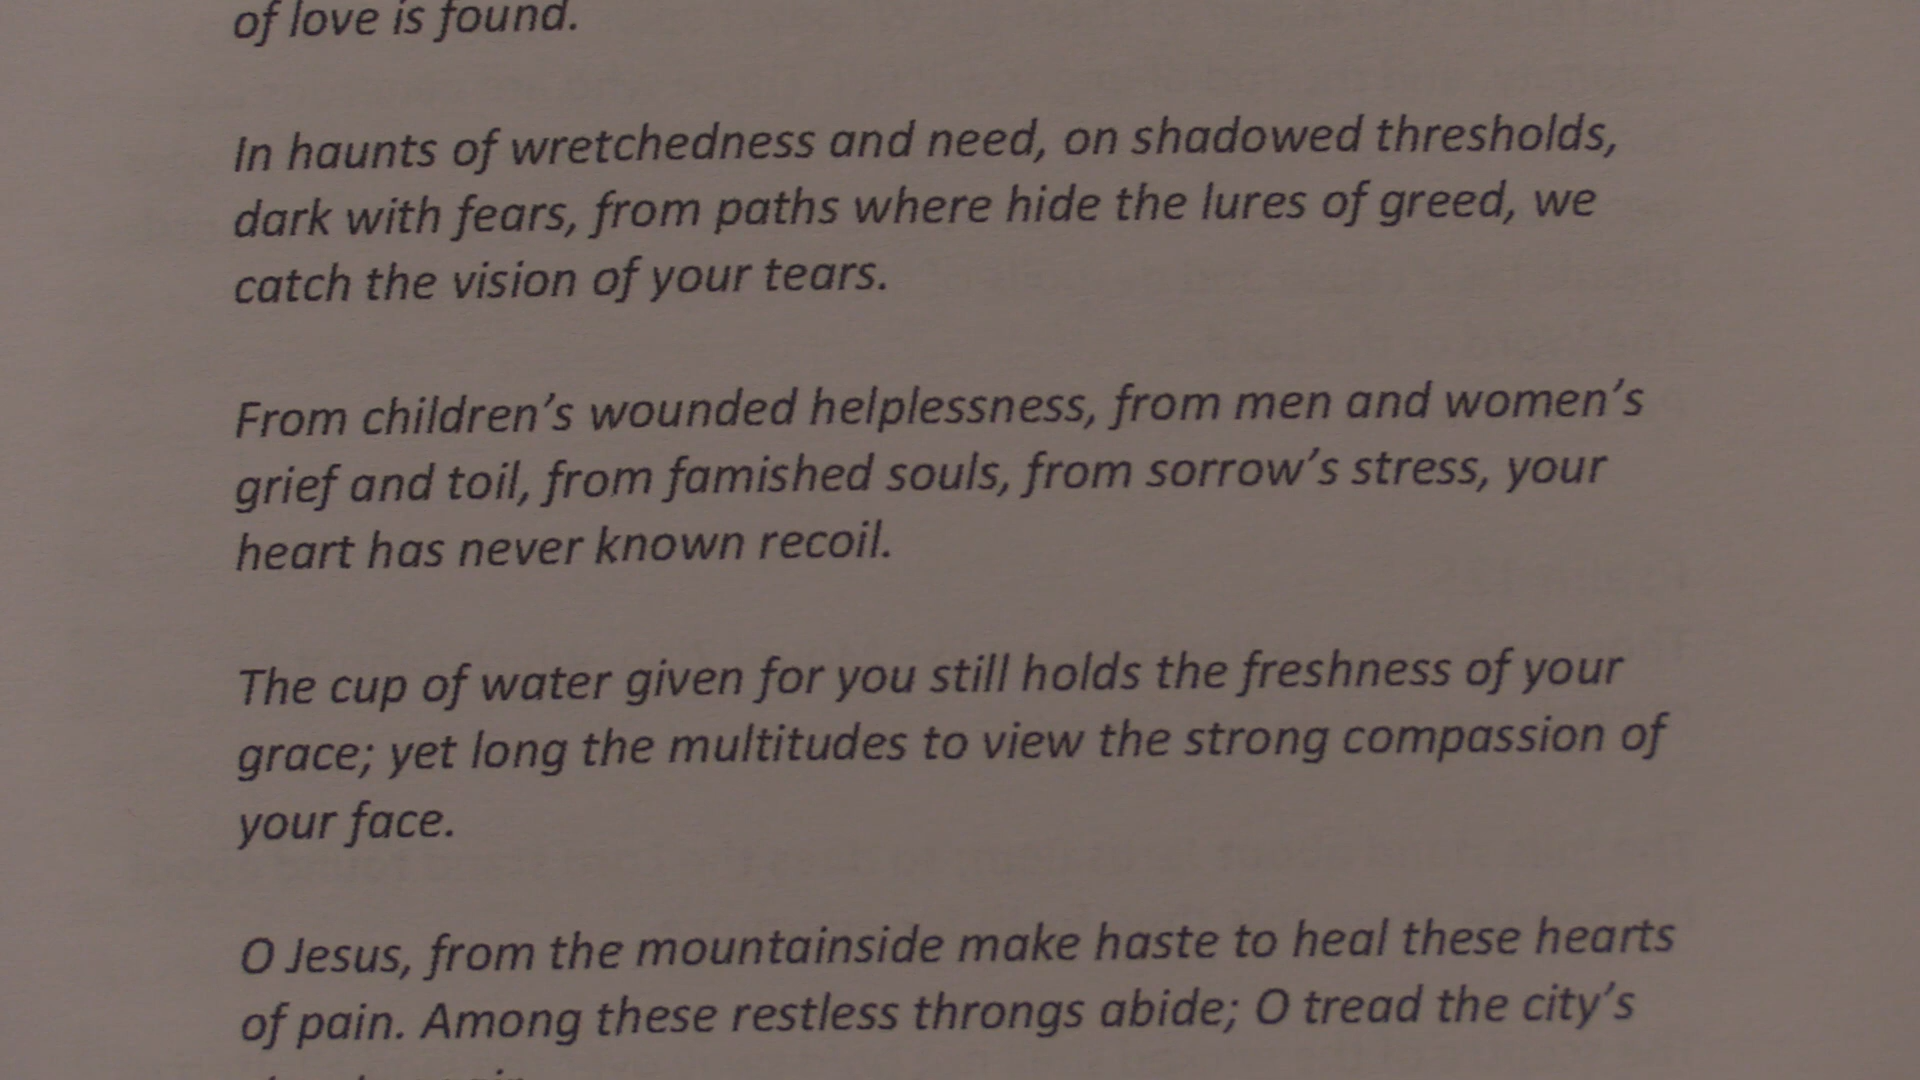 of love is found.
In haunts of wretchedness and need, on shadowed thresholds,
dark with fears, from paths where hide the lures of greed, we
catch the vision of your tears.
From children’s wounded helplessness, from men and women’s
grief and toil, from famished souls, from sorrow’s stress, your
heart has never known recoil.
The cup of water given for you still holds the freshness of your
grace; yet long the multitudes to view the strong compassion of
your face.
O Jesus, from the mountainside make haste to heal these hearts
of pain. Among these restless throngs abide; O tread the city’s